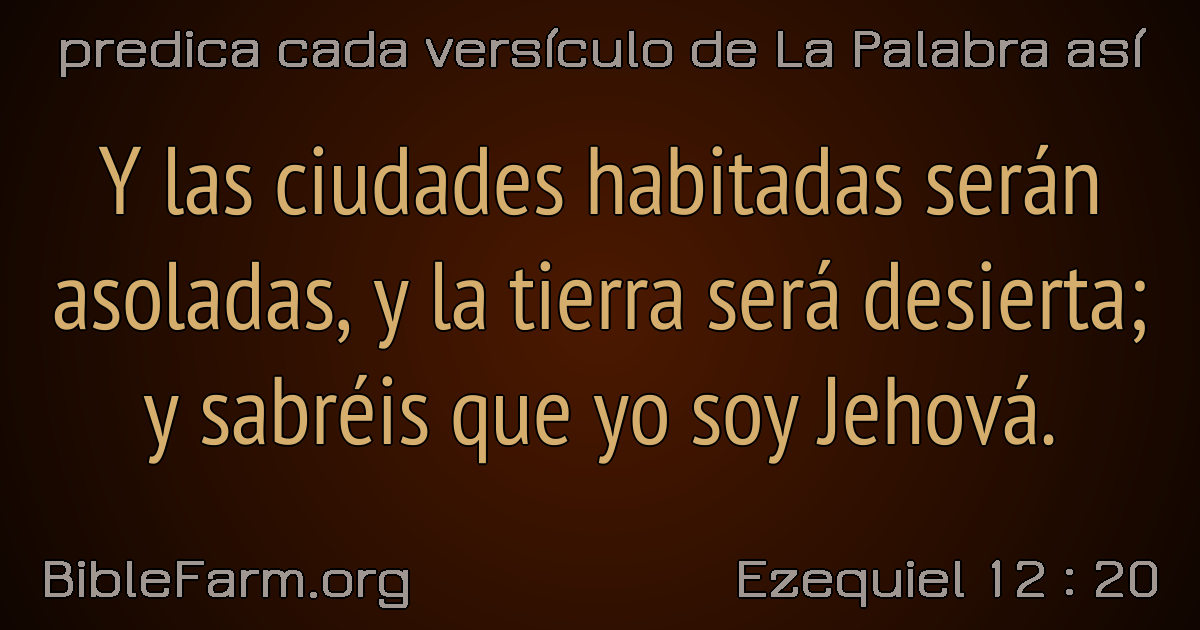 predica cada versículo de La Palabra así
Y las ciudades habitadas serán
asoladas, y la tierra será desierta;
y sabréis que yo soy Jehová.
BibleFarm.org
Ezequiel 12 : 20